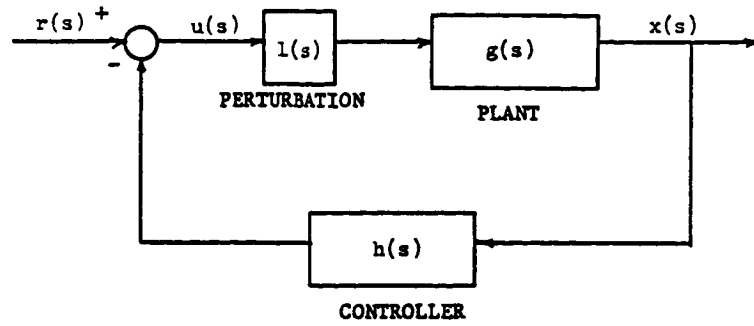 r(s) +
-
u(s)
l(s)
PERTURBATION
g(s)
PLANT
x(s)
h(s)
CONTROLLER